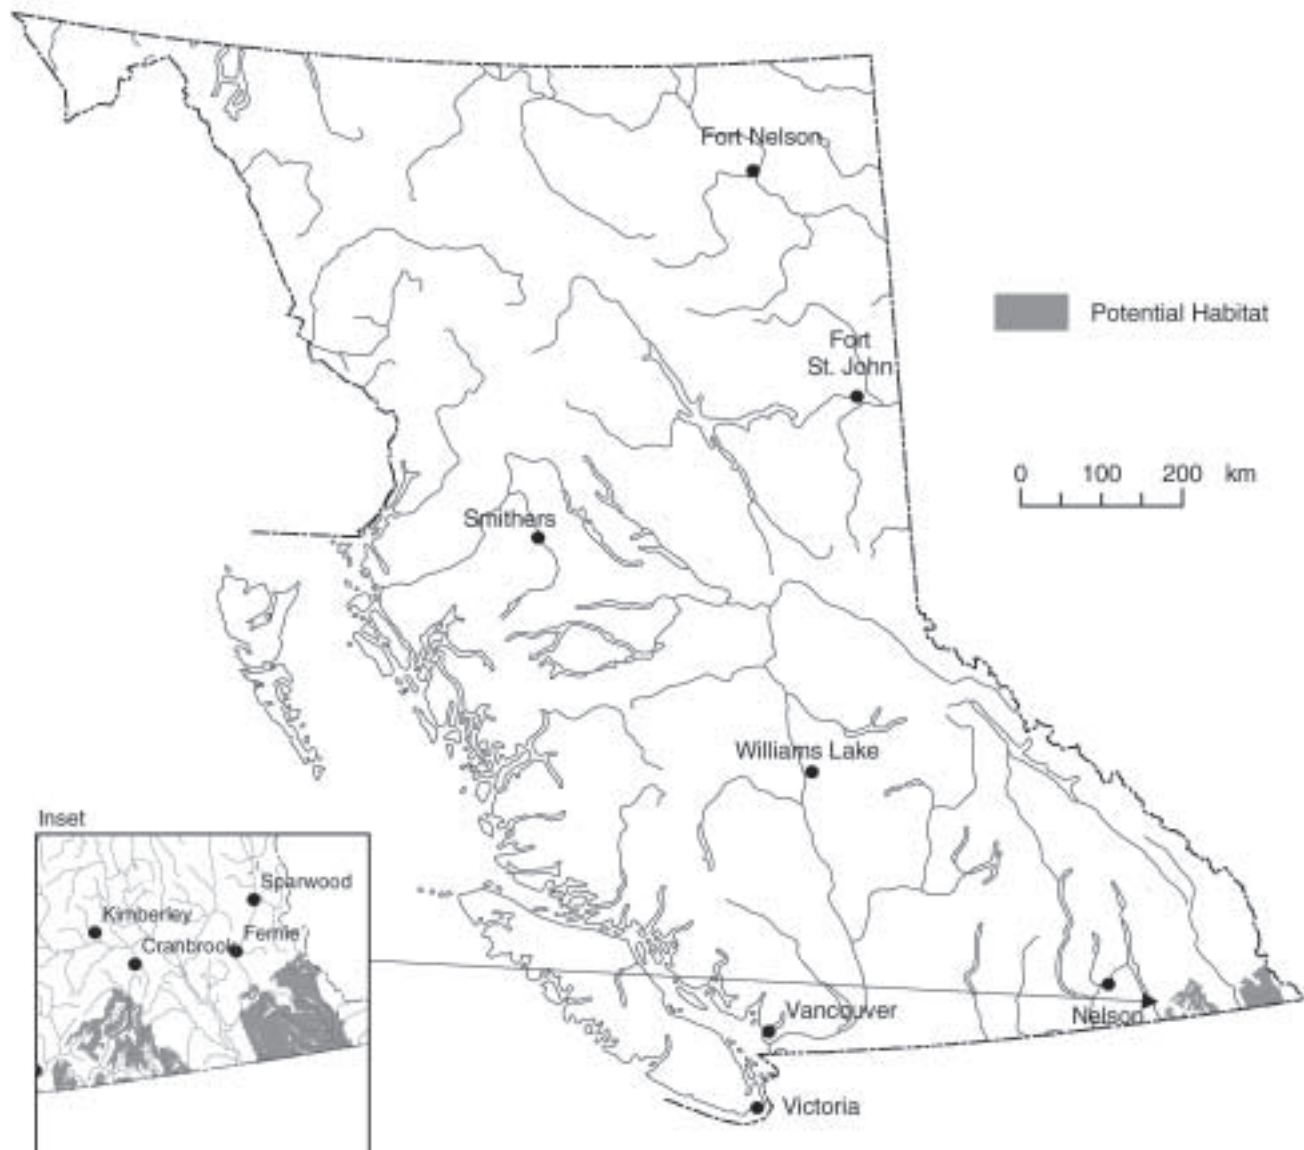 Fort Nelson
Potential Habitat
Fort
St. John
0 100 200 km
Smithers
Williams Lake
Inset
Sparwood
Kimberley
Fernie
Cranbrook
Nelson
Vancouver
Victoria